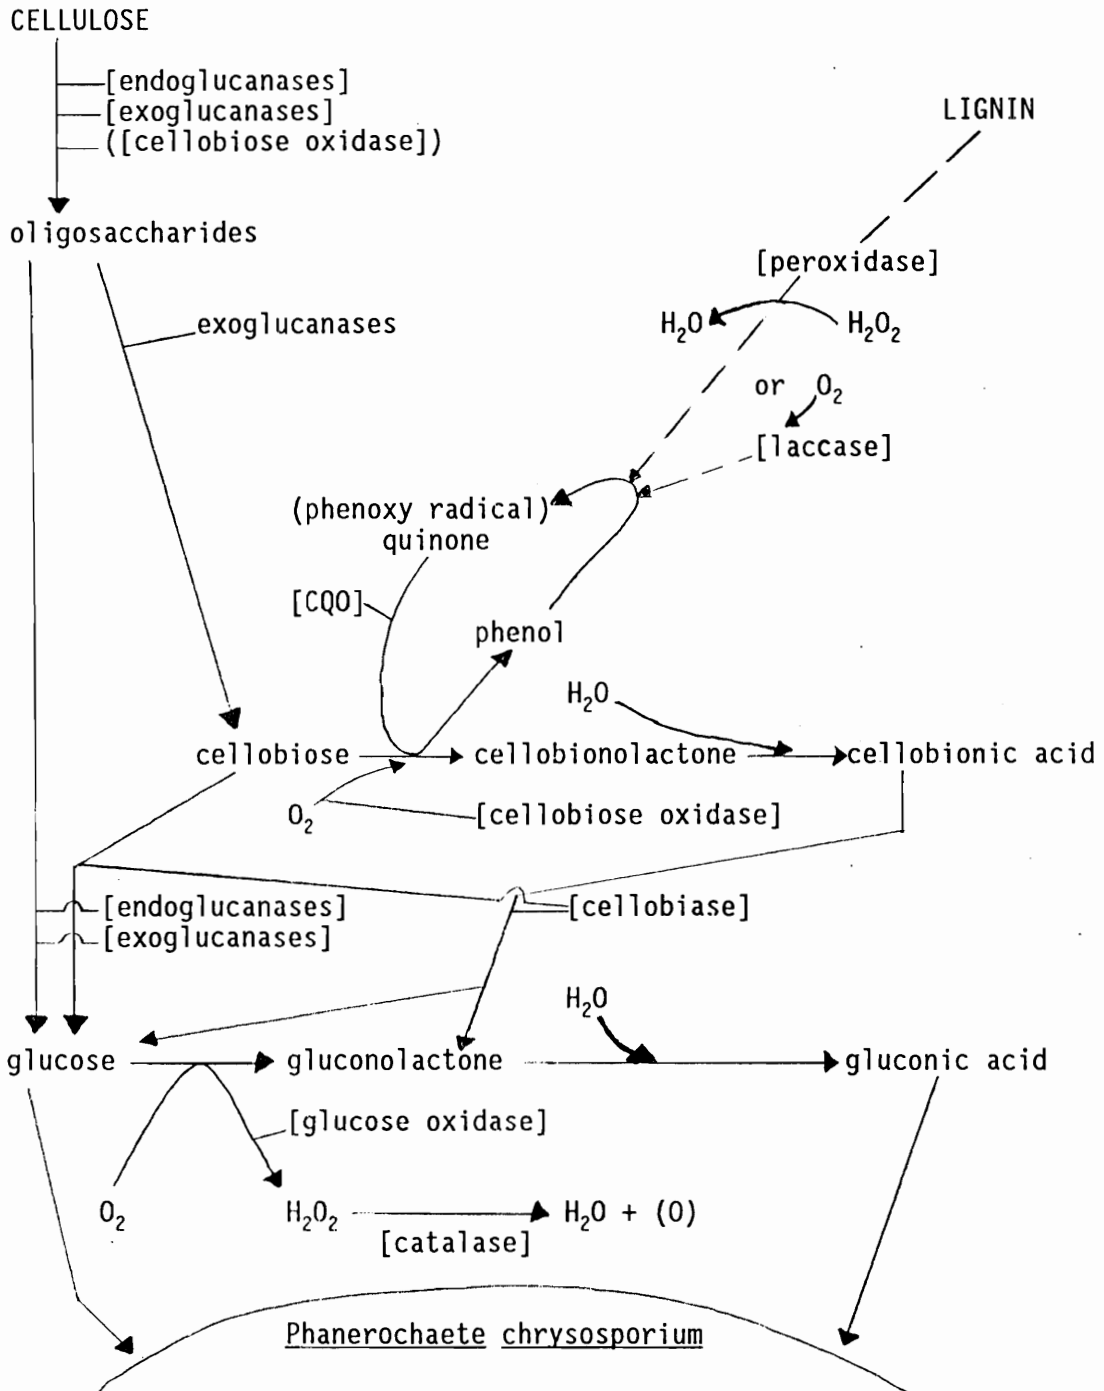 CELLULOSE
[endoglucanases]
[exoglucanases]
([cellobiose oxidase])
LIGNIN
oligosaccharides
[peroxidase]
exoglucanases
H₂O
H₂O₂
or O₂
[laccase]
(phenoxy radical)
quinone
[CQO]
phenol
H₂O
cellobiose
cellobionolactone
cellobionic acid
O₂
[cellobiose oxidase]
[endoglucanases]
[cellobiase]
[exoglucanases]
H₂O
glucose
gluconolactone
gluconic acid
[glucose oxidase]
O₂
H₂O₂
H₂O + (O)
[catalase]
Phanerochaete chrysosporium